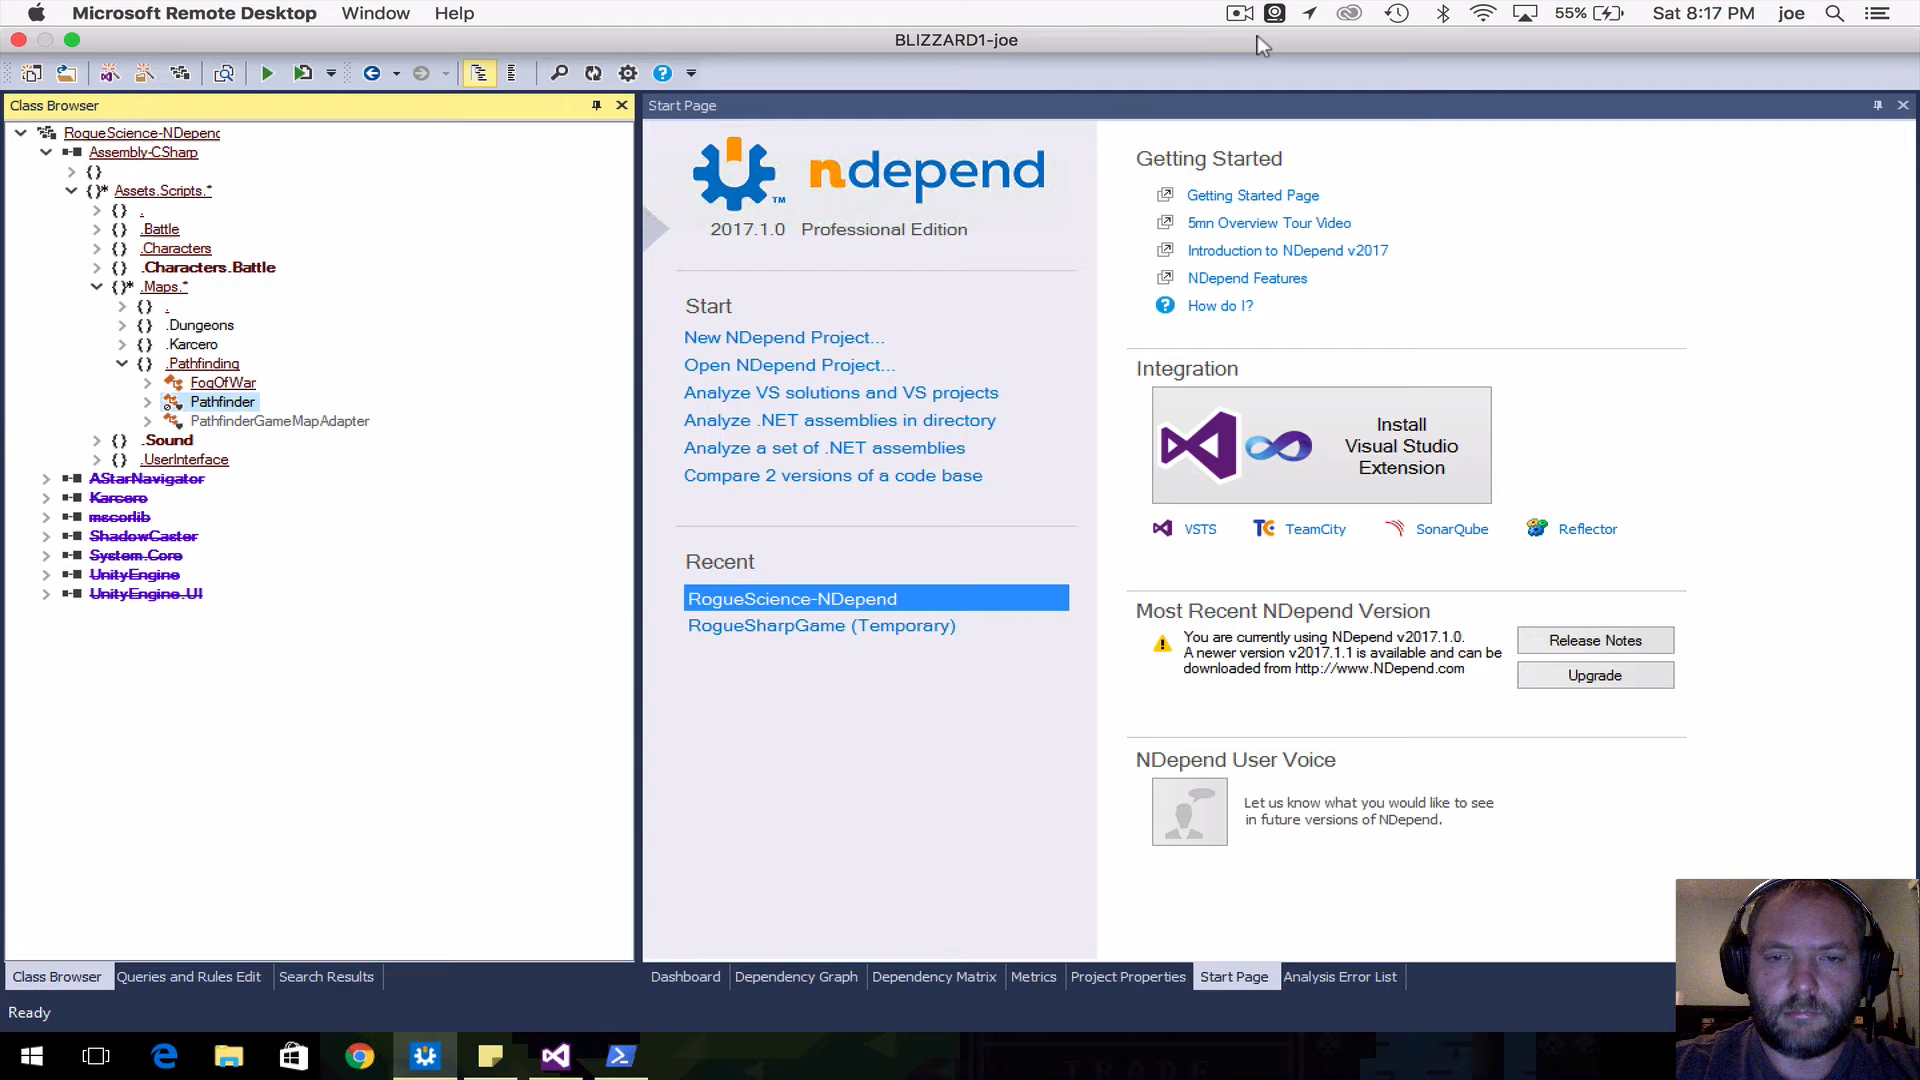 Microsoft Remote Desktop Window Help 55% Sat 8:17 PM joe
BLIZZARD1-joe
Class Browser
RogueScience-NDepend
Assembly-CSharp
{}
{}* Assets.Scripts.*
{} .
{} .Battle
{} .Characters
{} .Characters.Battle
{}* .Maps.*
{} .
{} .Dungeons
{} .Karcero
{} .Pathfinding
FogOfWar
Pathfinder
PathfinderGameMapAdapter
{} .Sound
{} .UserInterface
AStarNavigator
Karcero
mscorlib
ShadowCaster
System.Core
UnityEngine
UnityEngine.UI
Class Browser Queries and Rules Edit Search Results
Ready
Start Page
ndepend
TM
2017.1.0 Professional Edition
Start
New NDepend Project...
Open NDepend Project...
Analyze VS solutions and VS projects
Analyze .NET assemblies in directory
Analyze a set of .NET assemblies
Compare 2 versions of a code base
Recent
RogueScience-NDepend
RogueSharpGame (Temporary)
Getting Started
Getting Started Page
5mn Overview Tour Video
Introduction to NDepend v2017
NDepend Features
How do I?
Integration
Install
Visual Studio
Extension
VSTS TeamCity SonarQube Reflector
Most Recent NDepend Version
You are currently using NDepend v2017.1.0.
A newer version v2017.1.1 is available and can be
downloaded from http://www.NDepend.com
Release Notes
Upgrade
NDepend User Voice
Let us know what you would like to see
in future versions of NDepend.
Dashboard Dependency Graph Dependency Matrix Metrics Project Properties Start Page Analysis Error List
TRADE